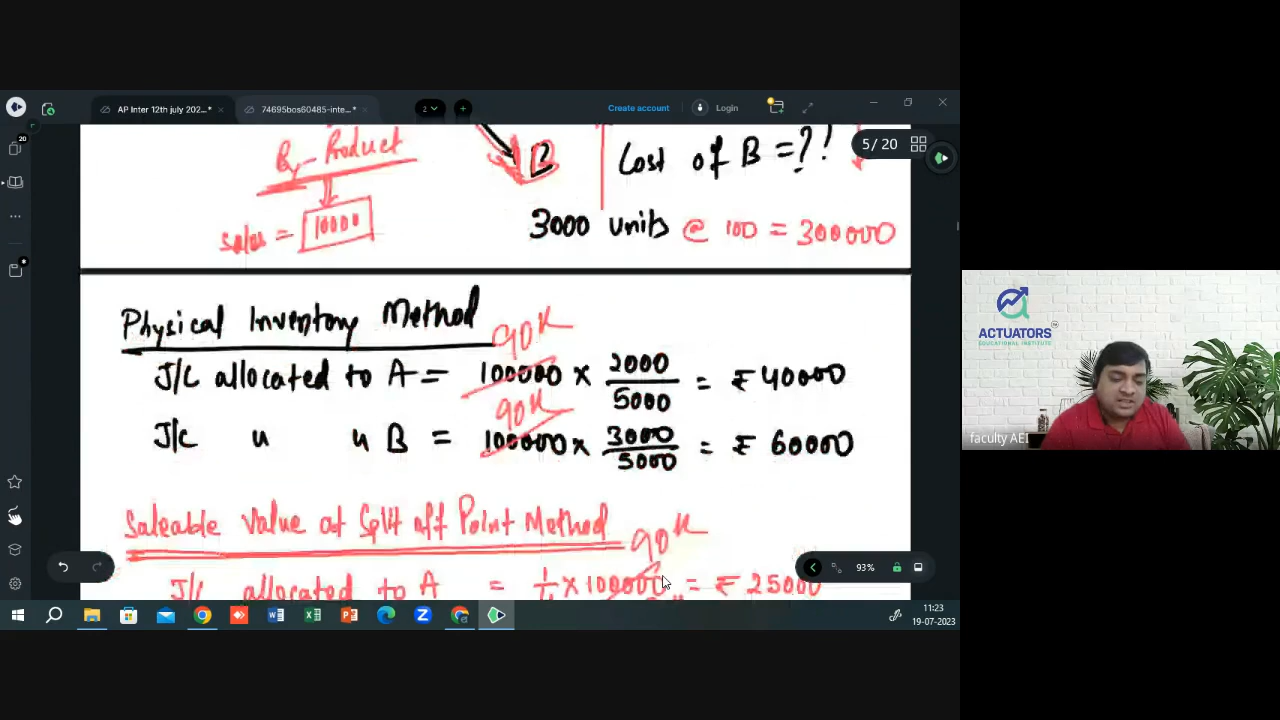 AP Inter 12th july 202...*
74695bos60485-inte...*
2
Create account
Login
20
5 / 20
By-Product
B
Cost of B = ?!
sales = 10000
3000 units @ 100 = 300000
Physical Inventory Method
90K
J/C allocated to A = 100000 × 2000/5000 = ₹ 40000
90K
J/C " " B = 100000 × 3000/5000 = ₹ 60000
Saleable Value at Split off Point Method
90K
J/C allocated to A = 1/4 × 100000 = ₹ 25000
93%
11:23
19-07-2023
ACTUATORS
EDUCATIONAL INSTITUTE
faculty AEI